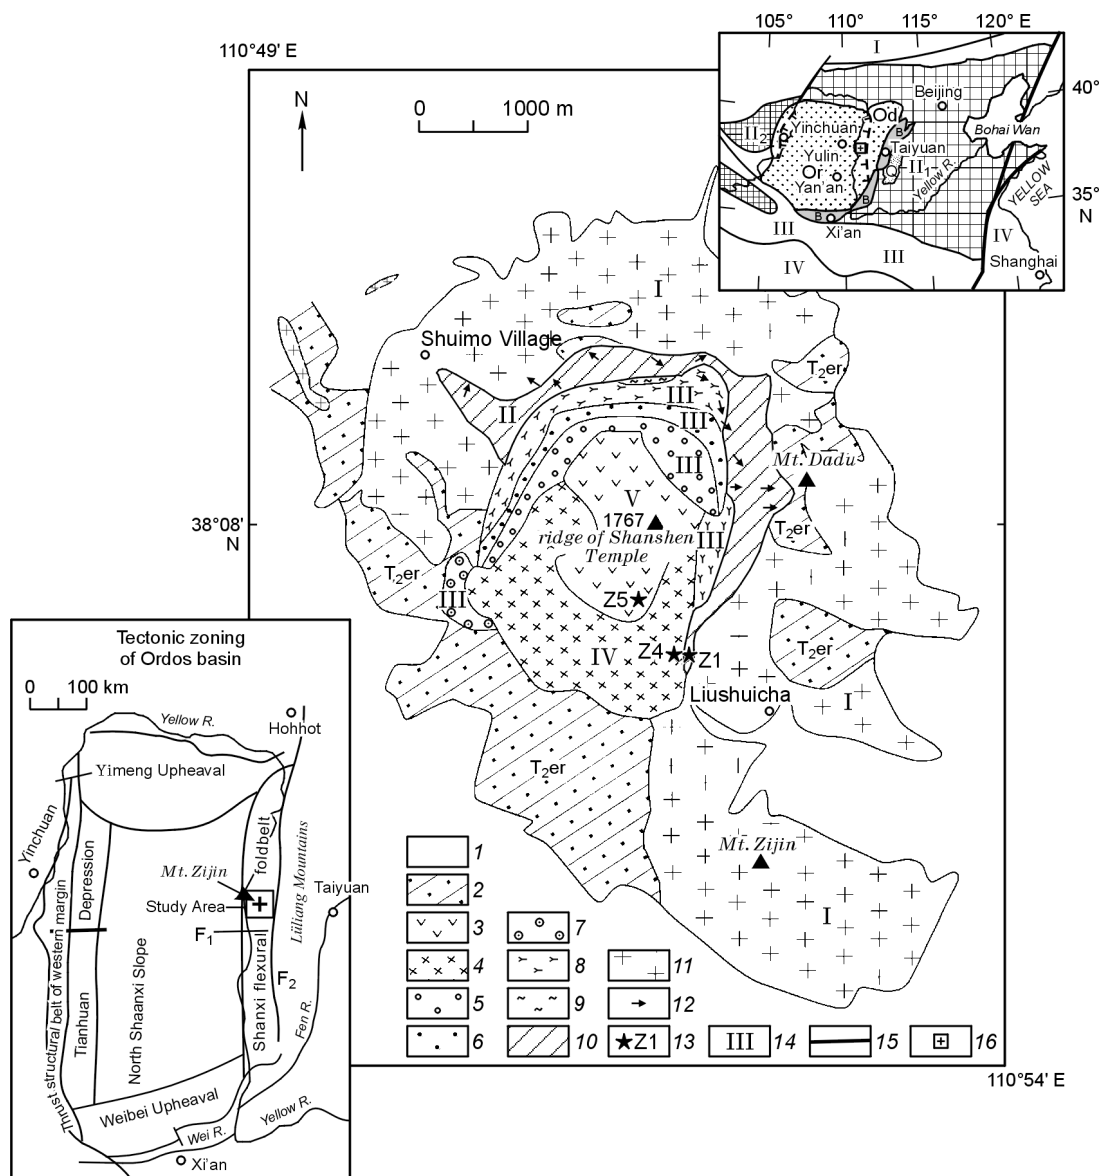 110°49' E
N
0 1000 m
105° 110° 115° 120° E
I
40°
Beijing
Od
Bohai Wan
II₂
Yinchuan
B
Yulin
Taiyuan
II₁
Or
Yellow R.
YELLOW
SEA
35°
N
Yan'an
B
B
Xi'an
III
III
IV
IV
Shanghai
I
Shuimo Village
T₂er
III
II
III
III
Mt. Dadu
V
38°08'
N
1767
ridge of Shanshen
Temple
III
T₂er
T₂er
III
Z5
T₂er
IV
Z4
Z1
Liushuicha
I
T₂er
Mt. Zijin
I
Tectonic zoning
of Ordos basin
0 100 km
Yellow R.
Hohhot
Yimeng Upheaval
Yinchuan
foldbelt
Depression
Mt. Zijin
Study Area
Lüliang Mountains
Taiyuan
F₁
F₂
Thrust structural belt of western margin
Tianhuan
North Shaanxi Slope
Shanxi flexural
Fen R.
Weibei Upheaval
Wei R.
Yellow R.
Xi'an
1
2
3 7
4 8 11
5 9 12
6 10 Z1 13 III 14 15 16
110°54' E